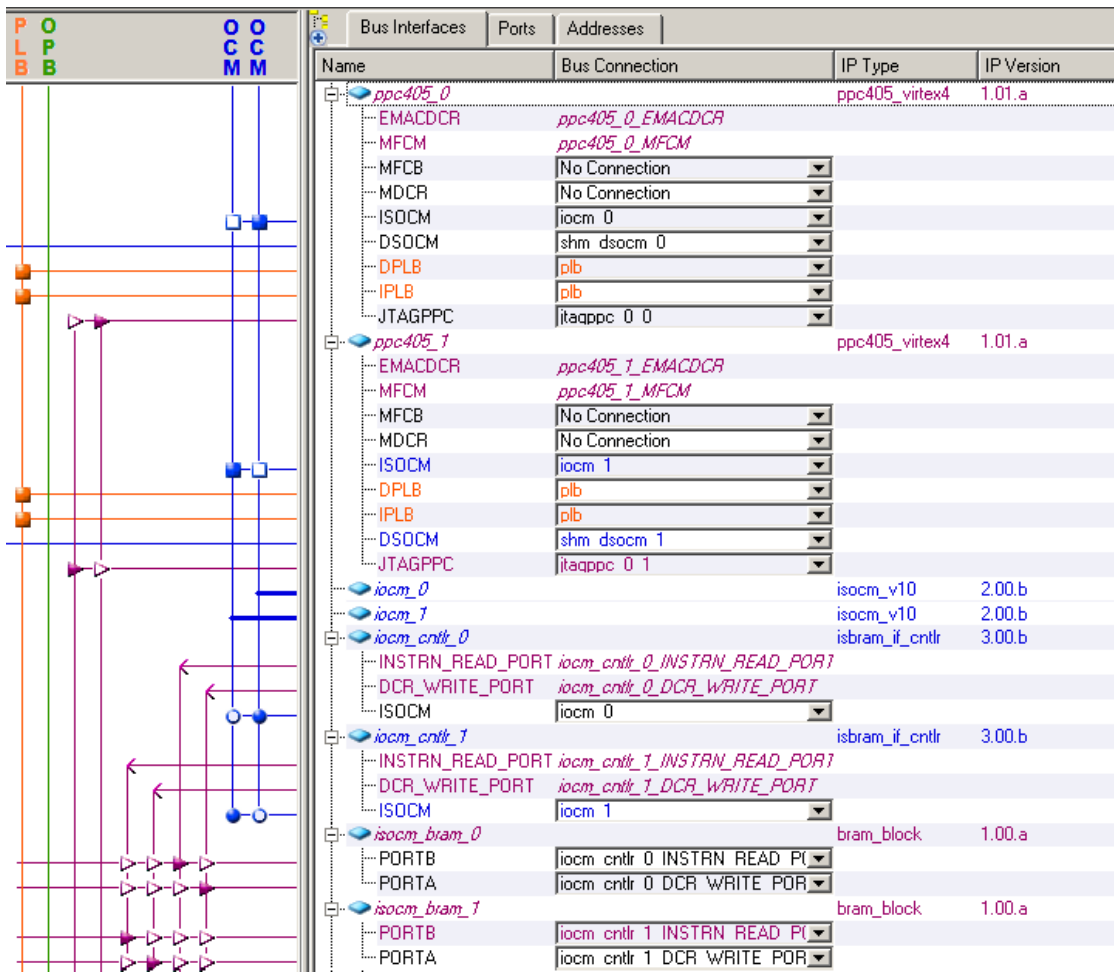 P O O O
L P C C
B B M M
Bus Interfaces Ports Addresses
Name Bus Connection IP Type IP Version
ppc405_0 ppc405_virtex4 1.01.a
EMACDCR ppc405_0_EMACDCR
MFCM ppc405_0_MFCM
MFCB No Connection
MDCR No Connection
ISOCM iocm_0
DSOCM shm_dsocm_0
DPLB plb
IPLB plb
JTAGPPC jtagppc_0_0
ppc405_1 ppc405_virtex4 1.01.a
EMACDCR ppc405_1_EMACDCR
MFCM ppc405_1_MFCM
MFCB No Connection
MDCR No Connection
ISOCM iocm_1
DPLB plb
IPLB plb
DSOCM shm_dsocm_1
JTAGPPC jtagppc_0_1
iocm_0 isocm_v10 2.00.b
iocm_1 isocm_v10 2.00.b
iocm_cntlr_0 isbram_if_cntlr 3.00.b
INSTRN_READ_PORT iocm_cntlr_0_INSTRN_READ_PORT
DCR_WRITE_PORT iocm_cntlr_0_DCR_WRITE_PORT
ISOCM iocm_0
iocm_cntlr_1 isbram_if_cntlr 3.00.b
INSTRN_READ_PORT iocm_cntlr_1_INSTRN_READ_PORT
DCR_WRITE_PORT iocm_cntlr_1_DCR_WRITE_PORT
ISOCM iocm_1
isocm_bram_0 bram_block 1.00.a
PORTB iocm_cntlr_0_INSTRN_READ_P(
PORTA iocm_cntlr_0_DCR_WRITE_POR
isocm_bram_1 bram_block 1.00.a
PORTB iocm_cntlr_1_INSTRN_READ_P(
PORTA iocm_cntlr_1_DCR_WRITE_POR